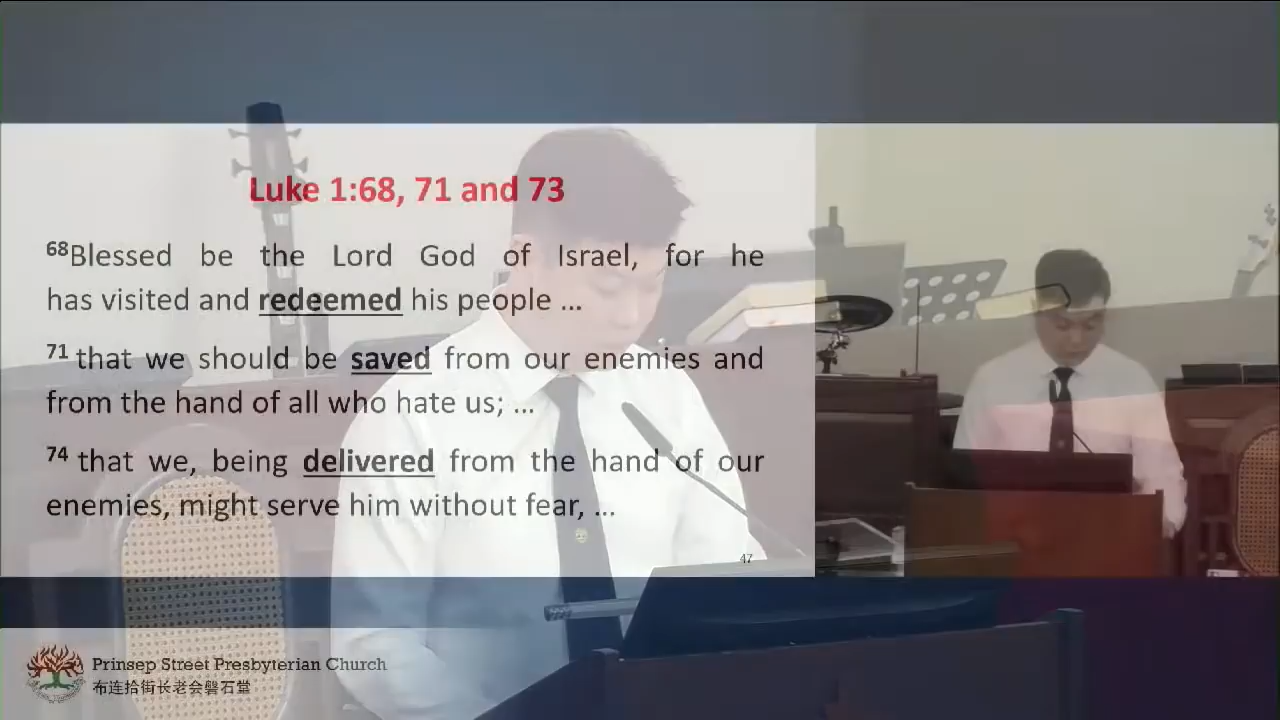 Luke 1:68, 71 and 73
68Blessed be the Lord God of Israel, for he
has visited and redeemed his people ...
71 that we should be saved from our enemies and
from the hand of all who hate us; ...
74 that we, being delivered from the hand of our
enemies, might serve him without fear, ...
47
Prinsep Street Presbyterian Church
布连拾街长老会磐石堂